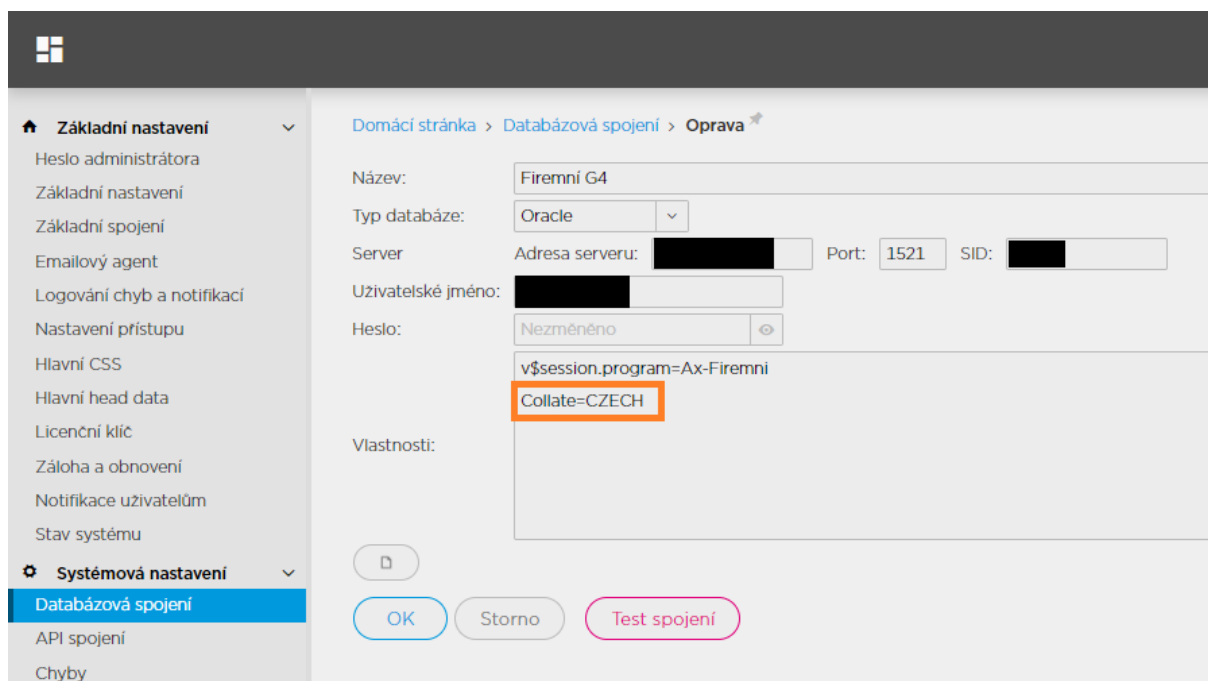 Základní nastavení
Heslo administrátora
Základní nastavení
Základní spojení
Emailový agent
Logování chyb a notifikací
Nastavení přístupu
Hlavní CSS
Hlavní head data
Licenční klíč
Záloha a obnovení
Notifikace uživatelům
Stav systému
Systémová nastavení
Databázová spojení
API spojení
Chyby
Domácí stránka > Databázová spojení > Oprava
Název: Firemní G4
Typ databáze: Oracle
Server Adresa serveru: Port: 1521 SID:
Uživatelské jméno:
Heslo: Nezměněno
v$session.program=Ax-Firemni
Collate=CZECH
Vlastnosti:
OK Storno Test spojení